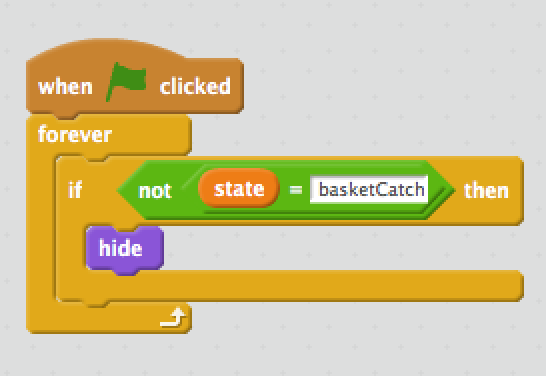 when clicked
forever
if not state = basketCatch then
hide